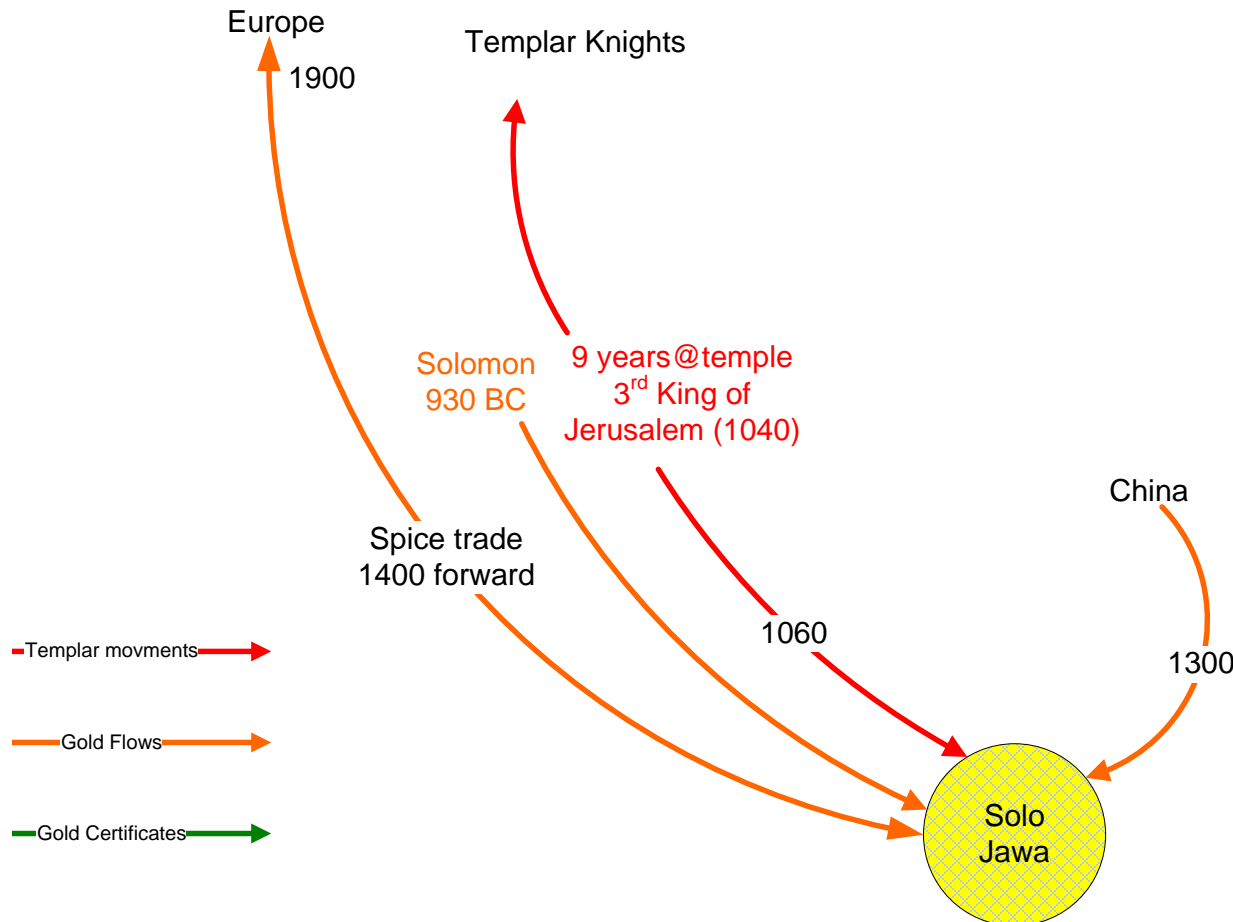 Europe
1900
Templar Knights
Solomon
930 BC
9 years@temple
3rd King of
Jerusalem (1040)
China
Spice trade
1400 forward
1060
1300
Templar movments
Gold Flows
Gold Certificates
Solo
Jawa